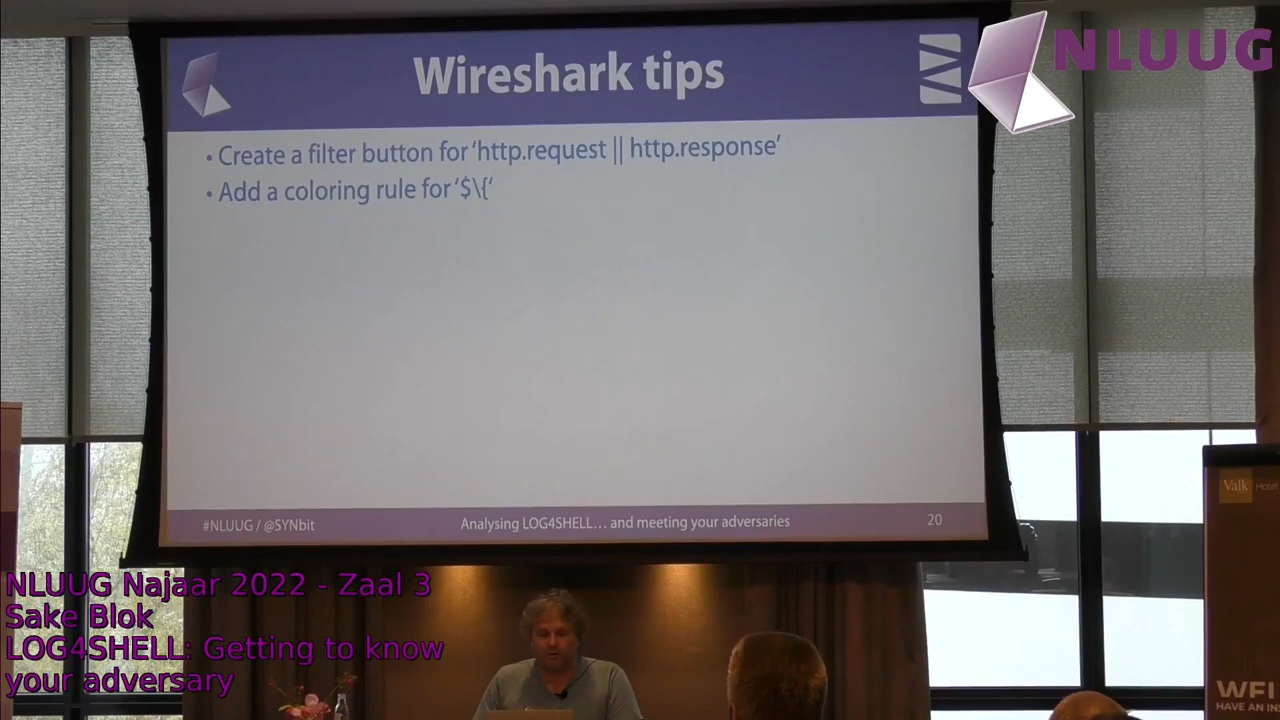 Wireshark tips
NLUUG
• Create a filter button for ‘http.request || http.response’
• Add a coloring rule for ‘$\{‘
#NLUUG / @SYNbit
Analysing LOG4SHELL… and meeting your adversaries
20
Valk Hotel
NLUUG Najaar 2022 - Zaal 3
Sake Blok
LOG4SHELL: Getting to know
your adversary
HAVE AN